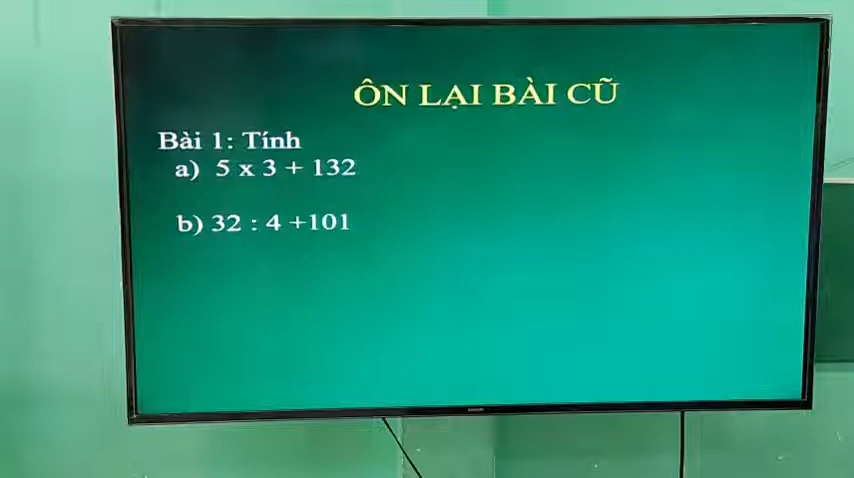 ÔN LẠI BÀI CŨ
Bài 1: Tính
a) 5 x 3 + 132
b) 32 : 4 +101